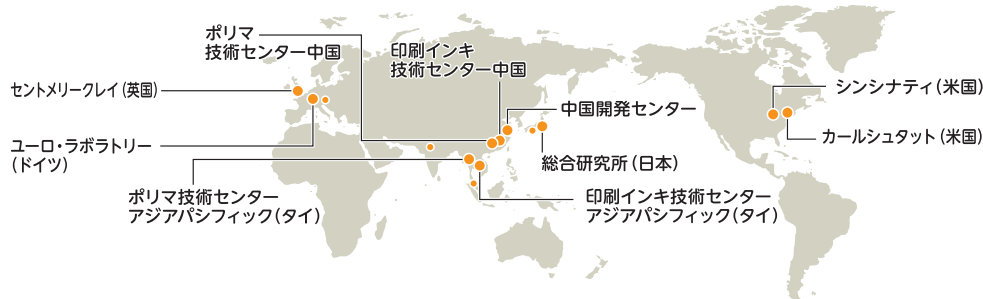 ポリマ
技術センター中国
印刷インキ
技術センター中国
セントメリークレイ(英国)
シンシナティ(米国)
中国開発センター
カールシュタット(米国)
ユーロ・ラボラトリー
(ドイツ)
総合研究所(日本)
ポリマ技術センター
アジアパシフィック(タイ)
印刷インキ技術センター
アジアパシフィック(タイ)